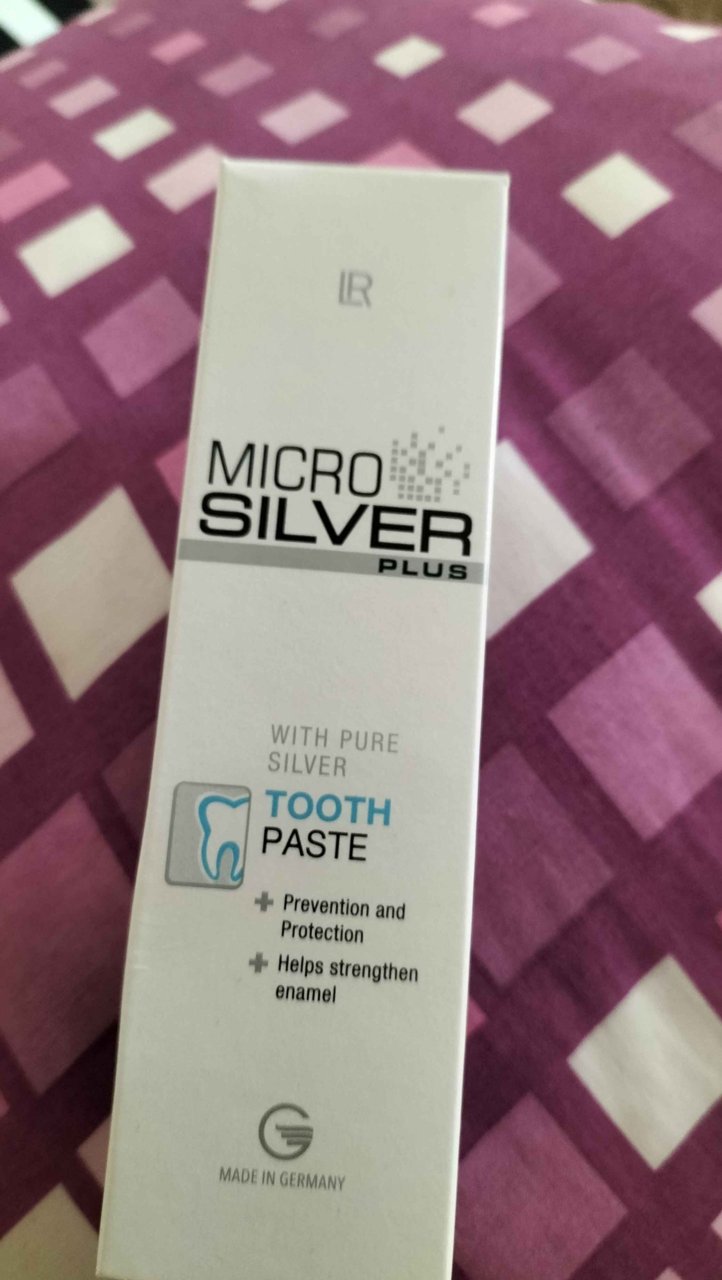 LR
MICRO
SILVER
PLUS
WITH PURE
SILVER
TOOTH
PASTE
+ Prevention and
Protection
+ Helps strengthen
enamel
MADE IN GERMANY